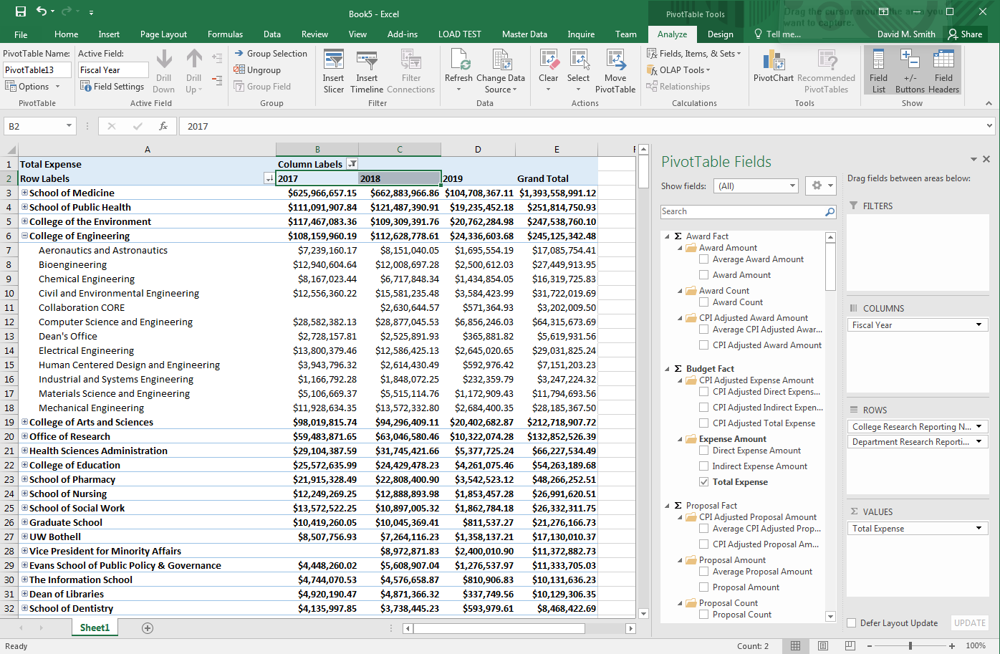 Book5 - Excel
PivotTable Tools
Drag the cursor around the area you
want to capture.
File Home Insert Page Layout Formulas Data Review View Add-ins LOAD TEST Master Data Inquire Team Analyze Design Tell me... David M. Smith Share
PivotTable Name:
PivotTable13
Options
PivotTable
Active Field:
Fiscal Year
Field Settings
Drill
Down
Drill
Up
Active Field
Group Selection
Ungroup
Group Field
Group
Insert
Slicer
Insert
Timeline
Filter
Connections
Filter
Refresh
Change Data
Source
Data
Clear
Select
Move
PivotTable
Actions
Fields, Items, & Sets
OLAP Tools
Relationships
Calculations
PivotChart
Recommended
PivotTables
Tools
Field
List
+/-
Buttons
Field
Headers
Show
B2 fx 2017
A B C D E F
1 Total Expense Column Labels
2 Row Labels 2017 2018 2019 Grand Total
3 School of Medicine $625,966,657.15 $662,883,966.86 $104,708,367.11 $1,393,558,991.12
4 School of Public Health $111,091,907.84 $121,487,390.91 $19,235,452.18 $251,814,750.93
5 College of the Environment $117,467,083.36 $109,309,391.76 $20,762,284.98 $247,538,760.10
6 College of Engineering $108,159,960.19 $112,628,778.61 $24,336,603.68 $245,125,342.48
7 Aeronautics and Astronautics $7,239,160.17 $8,151,040.05 $1,695,554.19 $17,085,754.41
8 Bioengineering $12,940,604.64 $12,008,697.28 $2,500,612.03 $27,449,913.95
9 Chemical Engineering $8,167,023.44 $6,717,848.34 $1,434,854.05 $16,319,725.83
10 Civil and Environmental Engineering $12,556,360.22 $15,581,235.48 $3,584,423.99 $31,722,019.69
11 Collaboration CORE $2,630,644.57 $571,364.93 $3,202,009.50
12 Computer Science and Engineering $28,582,382.13 $28,877,045.53 $6,856,246.03 $64,315,673.69
13 Dean's Office $2,728,157.81 $2,525,891.93 $365,881.82 $5,619,931.56
14 Electrical Engineering $13,800,379.46 $12,586,425.13 $2,645,020.65 $29,031,825.24
15 Human Centered Design and Engineering $3,943,796.32 $2,614,430.49 $592,976.42 $7,151,203.23
16 Industrial and Systems Engineering $1,166,792.28 $1,848,072.25 $232,359.79 $3,247,224.32
17 Materials Science and Engineering $5,106,669.37 $5,515,114.76 $1,172,909.43 $11,794,693.56
18 Mechanical Engineering $11,928,634.35 $13,572,332.80 $2,684,400.35 $28,185,367.50
19 College of Arts and Sciences $98,019,815.74 $94,296,409.11 $20,402,682.87 $212,718,907.72
20 Office of Research $59,483,871.65 $63,046,580.46 $10,322,074.28 $132,852,526.39
21 Health Sciences Administration $29,104,387.59 $31,745,421.66 $5,377,725.24 $66,227,534.49
22 College of Education $25,572,635.99 $24,429,478.23 $4,261,075.46 $54,263,189.68
23 School of Pharmacy $21,915,328.49 $22,808,400.90 $3,542,523.12 $48,266,252.51
24 School of Nursing $12,249,269.25 $12,888,893.98 $1,853,457.28 $26,991,620.51
25 School of Social Work $13,572,522.25 $10,897,005.32 $1,862,784.18 $26,332,311.75
26 Graduate School $10,419,260.05 $10,045,369.41 $811,537.27 $21,276,166.73
27 UW Bothell $8,507,756.93 $7,264,116.23 $1,358,137.21 $17,130,010.37
28 Vice President for Minority Affairs $8,972,871.83 $2,400,010.90 $11,372,882.73
29 Evans School of Public Policy & Governance $4,448,260.02 $5,608,907.04 $1,276,537.97 $11,333,705.03
30 The Information School $4,744,070.53 $4,576,658.87 $810,906.83 $10,131,636.23
31 Dean of Libraries $4,920,190.47 $4,871,366.32 $337,749.56 $10,129,306.35
32 School of Dentistry $4,135,997.85 $3,738,445.23 $593,979.61 $8,468,422.69
Sheet1
Ready
Count: 2
100%
PivotTable Fields
Show fields: (All)
Search
Σ Award Fact
Award Amount
Average Award Amount
Award Amount
Award Count
Award Count
CPI Adjusted Award Amount
Average CPI Adjusted Awar...
CPI Adjusted Award Amount
Σ Budget Fact
CPI Adjusted Expense Amount
CPI Adjusted Direct Expens...
CPI Adjusted Indirect Expen...
CPI Adjusted Total Expense
Expense Amount
Direct Expense Amount
Indirect Expense Amount
Total Expense
Σ Proposal Fact
CPI Adjusted Proposal Amount
Average CPI Adjusted Prop...
CPI Adjusted Proposal Am...
Proposal Amount
Average Proposal Amount
Proposal Amount
Proposal Count
Proposal Count
Drag fields between areas below:
FILTERS
COLUMNS
Fiscal Year
ROWS
College Research Reporting N...
Department Research Reporti...
Σ VALUES
Total Expense
Defer Layout Update
UPDATE